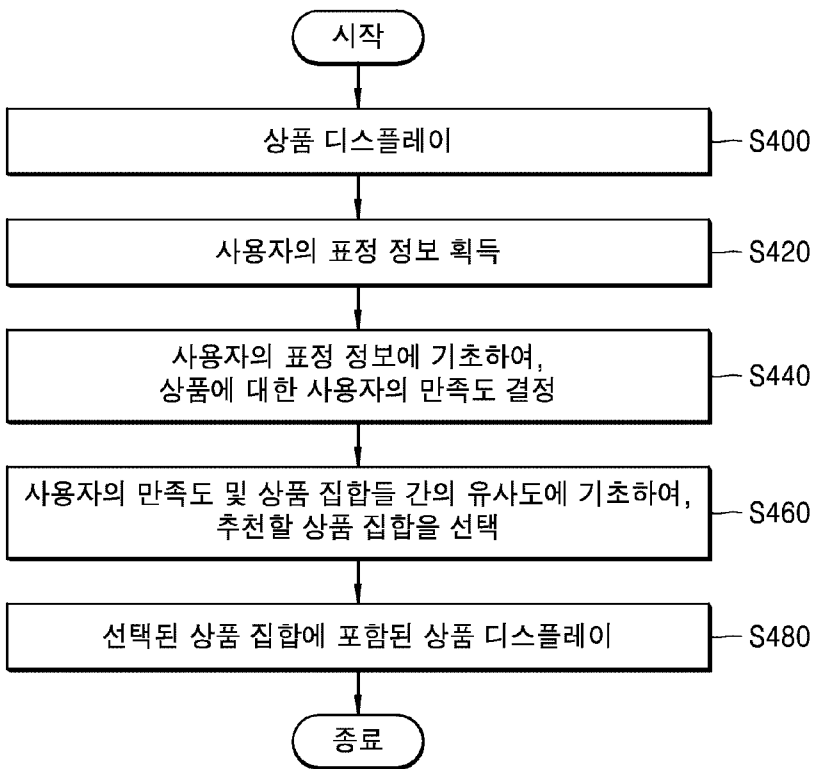 시작
상품 디스플레이
S400
사용자의 표정 정보 획득
S420
사용자의 표정 정보에 기초하여,
상품에 대한 사용자의 만족도 결정
S440
사용자의 만족도 및 상품 집합들 간의 유사도에 기초하여,
추천할 상품 집합을 선택
S460
선택된 상품 집합에 포함된 상품 디스플레이
S480
종료